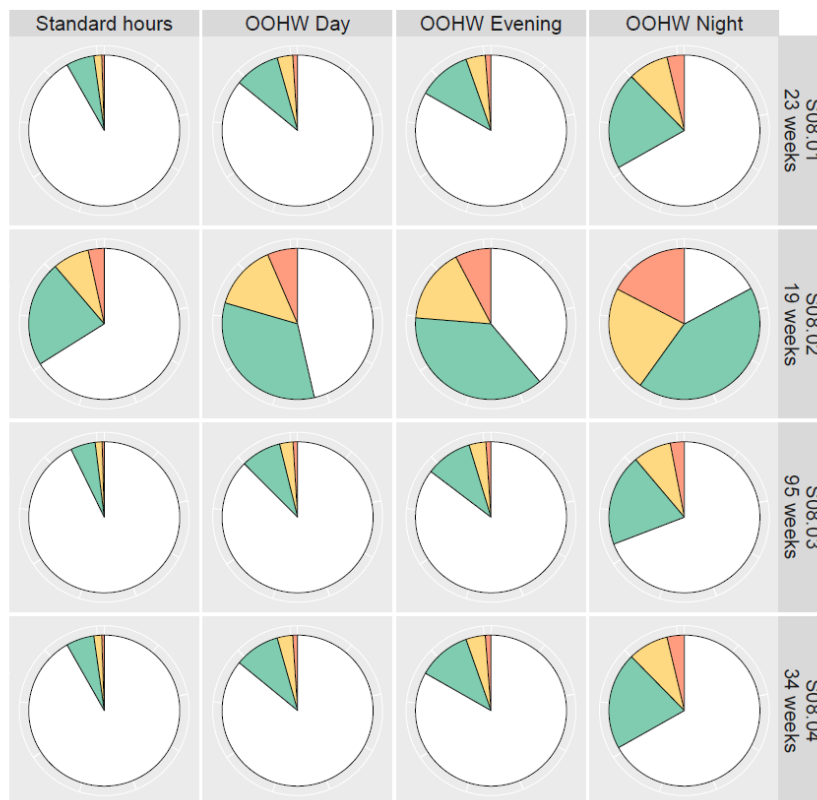 Standard hours OOHW Day OOHW Evening OOHW Night
S08.01
23 weeks
S08.02
19 weeks
S08.03
95 weeks
S08.04
34 weeks